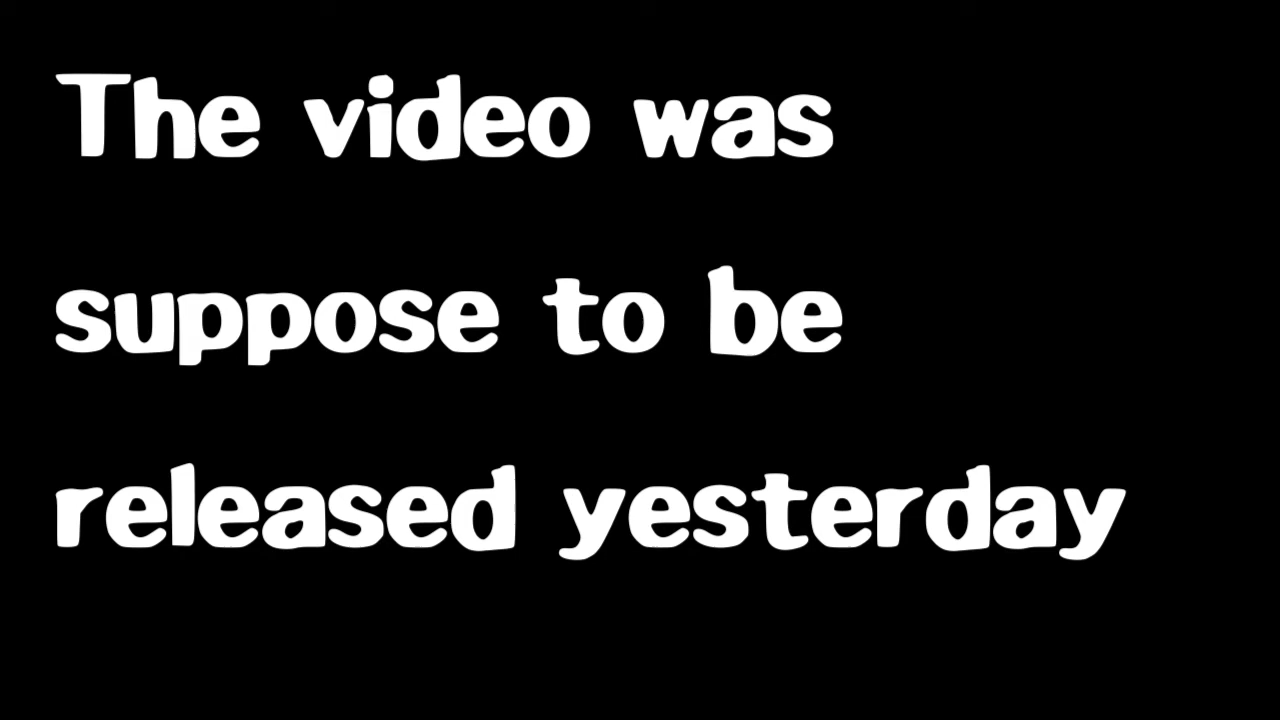 The video was
suppose to be
released yesterday